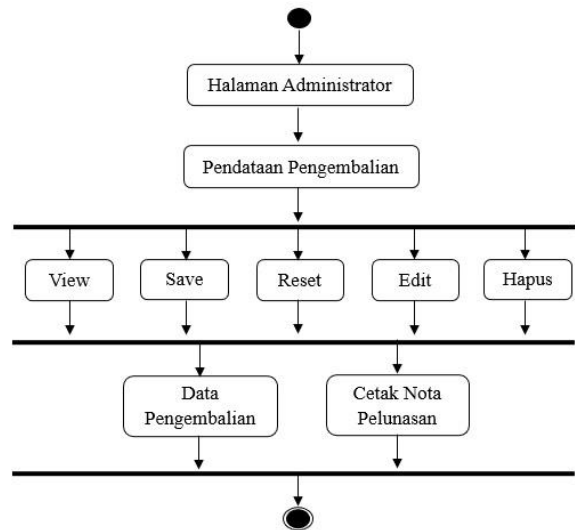 Halaman Administrator
Pendataan Pengembalian
View
Save
Reset
Edit
Hapus
Data
Pengembalian
Cetak Nota
Pelunasan